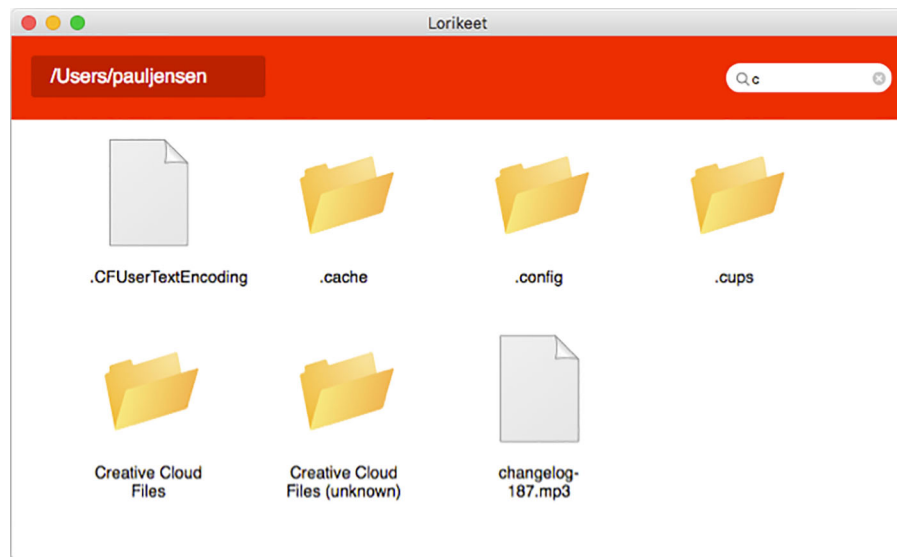 Lorikeet
/Users/pauljensen
c
.CFUserTextEncoding
.cache
.config
.cups
Creative Cloud
Files
Creative Cloud
Files (unknown)
changelog-
187.mp3